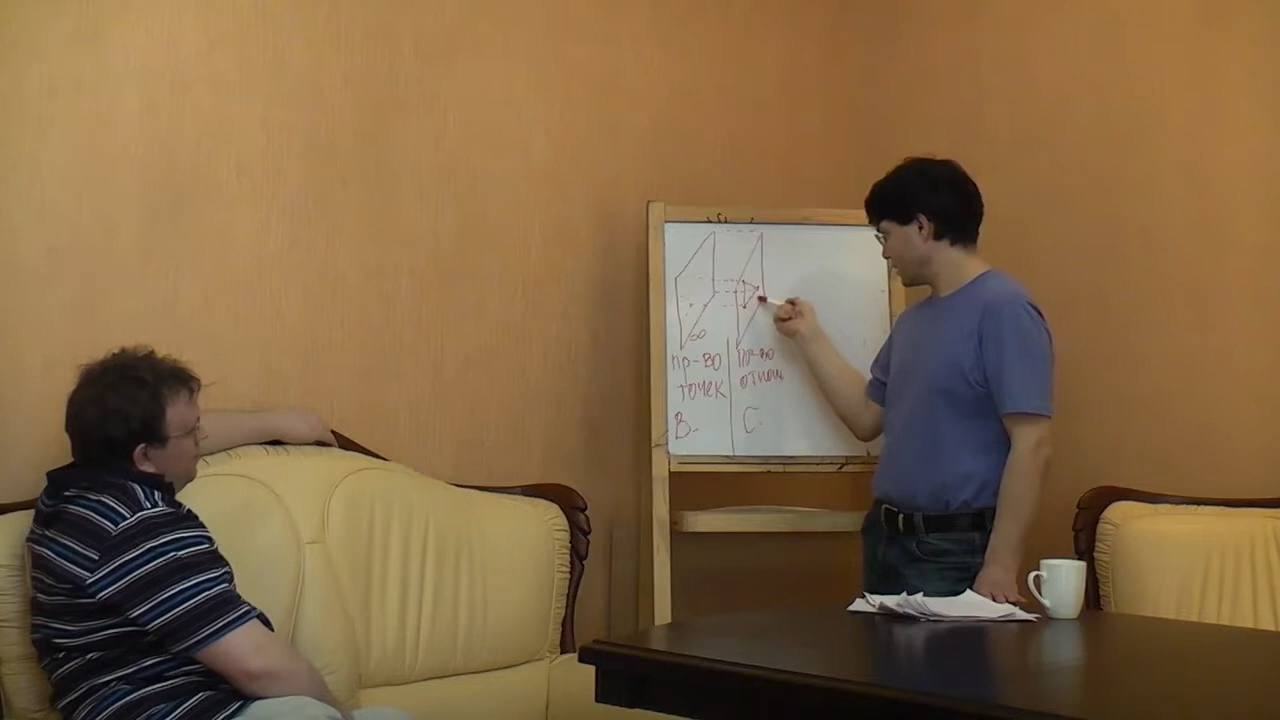 ∞
пр-во
точек
В.
пр-во
отнош
С.